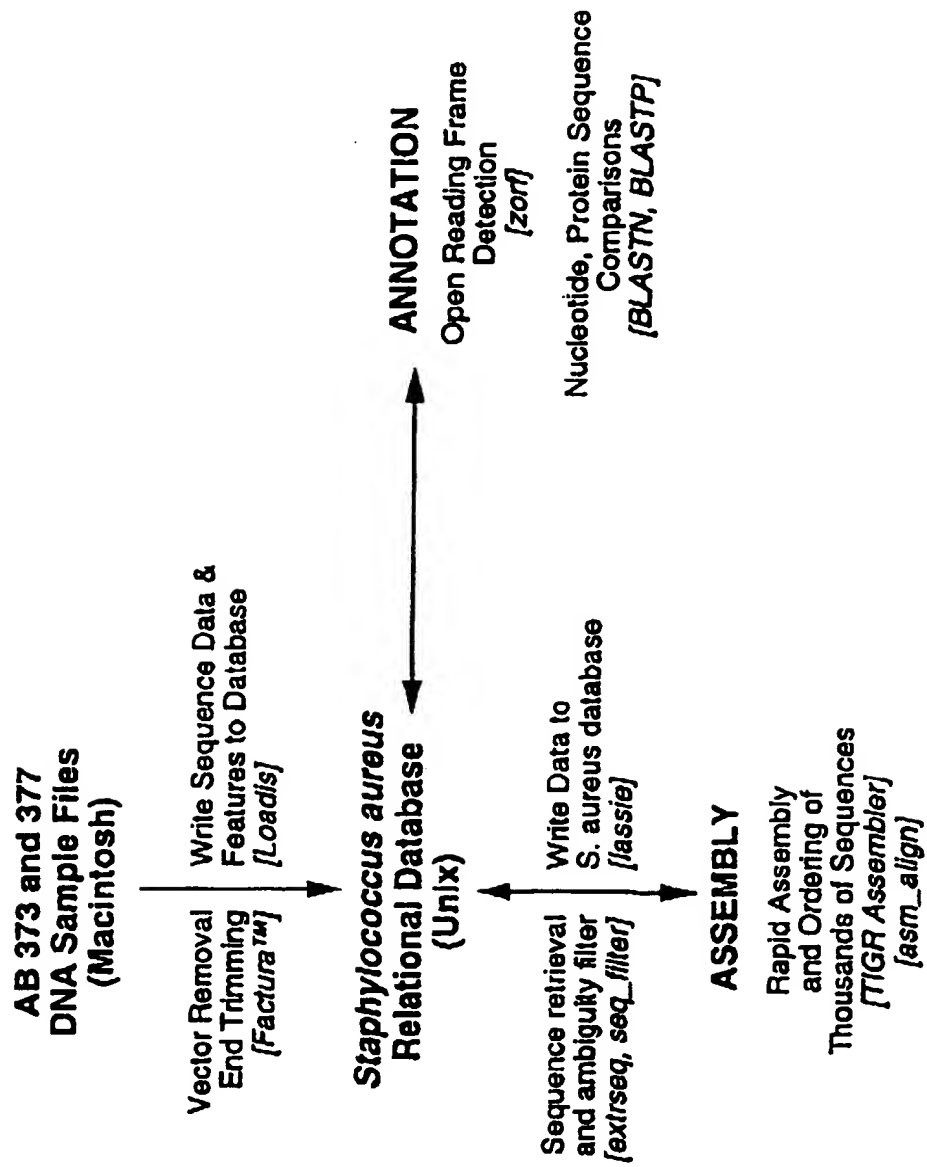 AB 373 and 377
DNA Sample Files
(Macintosh)
Vector Removal
End Trimming
[Factura™]
Write Sequence Data &
Features to Database
[Loadis]
Staphylococcus aureus
Relational Database
(Unix)
ANNOTATION
Open Reading Frame
Detection
[zorf]
Nucleotide, Protein Sequence
Comparisons
[BLASTN, BLASTP]
Sequence retrieval
and ambiguity filter
[extrseq, seq_filter]
Write Data to
S. aureus database
[lassie]
ASSEMBLY
Rapid Assembly
and Ordering of
Thousands of Sequences
[TIGR Assembler]
[asm_align]